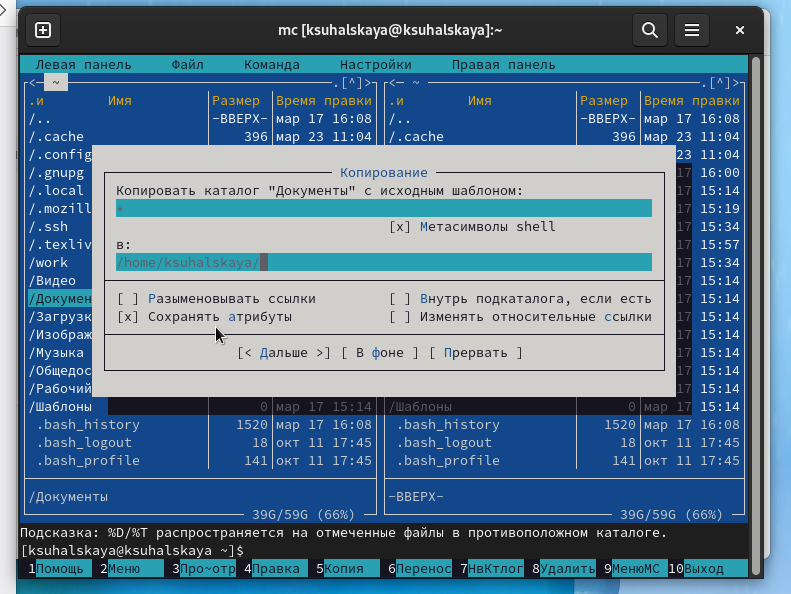 mc [ksuhalskaya@ksuhalskaya]:~
Левая панель Файл Команда Настройки Правая панель
<─ ~ .[^]> <─ ~ .[^]>
.и Имя Размер Время правки .и Имя Размер Время правки
/.. -ВВЕРХ- мар 17 16:08 /.. -ВВЕРХ- мар 17 16:08
/.cache 396 мар 23 11:04 /.cache 396 мар 23 11:04
/.config 23 11:04
/.gnupg 17 16:00
/.local 17 15:14
/.mozill 17 15:19
/.ssh 17 15:34
/.texliv 17 15:57
/work 17 15:34
/Видео 17 15:14
/Докумен 17 15:14
/Загрузк 17 15:14
/Изображ 17 15:14
/Музыка 17 15:14
/Общедос 17 15:14
/Рабочий 17 15:14
Копирование
Копировать каталог "Документы" с исходным шаблоном:
*
[x] Метасимволы shell
в:
/home/ksuhalskaya/
[ ] Разыменовывать ссылки [ ] Внутрь подкаталога, если есть
[x] Сохранять атрибуты [ ] Изменять относительные ссылки
[< Дальше >] [ В фоне ] [ Прервать ]
/Шаблоны 0 мар 17 15:14 /Шаблоны 0 мар 17 15:14
.bash_history 1520 мар 17 16:08 .bash_history 1520 мар 17 16:08
.bash_logout 18 окт 11 17:45 .bash_logout 18 окт 11 17:45
.bash_profile 141 окт 11 17:45 .bash_profile 141 окт 11 17:45
/Документы -ВВЕРХ-
39G/59G (66%) 39G/59G (66%)
Подсказка: %D/%T распространяется на отмеченные файлы в противоположном каталоге.
[ksuhalskaya@ksuhalskaya ~]$
1Помощь 2Меню 3Про~отр 4Правка 5Копия 6Перенос 7НвКтлог 8Удалить 9МенюМС 10Выход